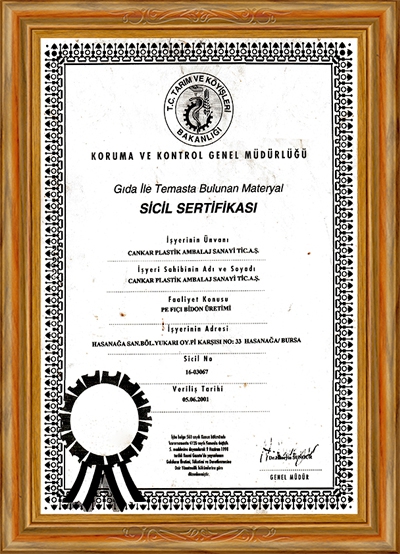 T.C. TARIM VE KÖYİŞLERİ
BAKANLIĞI
KORUMA VE KONTROL GENEL MÜDÜRLÜĞÜ
Gıda İle Temasta Bulunan Materyal
SİCİL SERTİFİKASI
İşyerinin Ünvanı
ÇANKAR PLASTİK AMBALAJ SANAYİ TİC.A.Ş.
İşyeri Sahibinin Adı ve Soyadı
ÇANKAR PLASTİK AMBALAJ SANAYİ TİC.A.Ş.
Faaliyet Konusu
PE FIÇI BİDON ÜRETİMİ
İşyerinin Adresi
HASANAĞA SAN.BÖL.YUKARI OY.Pİ KARŞISI NO: 33 HASANAĞA/ BURSA
Sicil No
16-03067
Veriliş Tarihi
05.06.2001
GENEL MÜDÜR